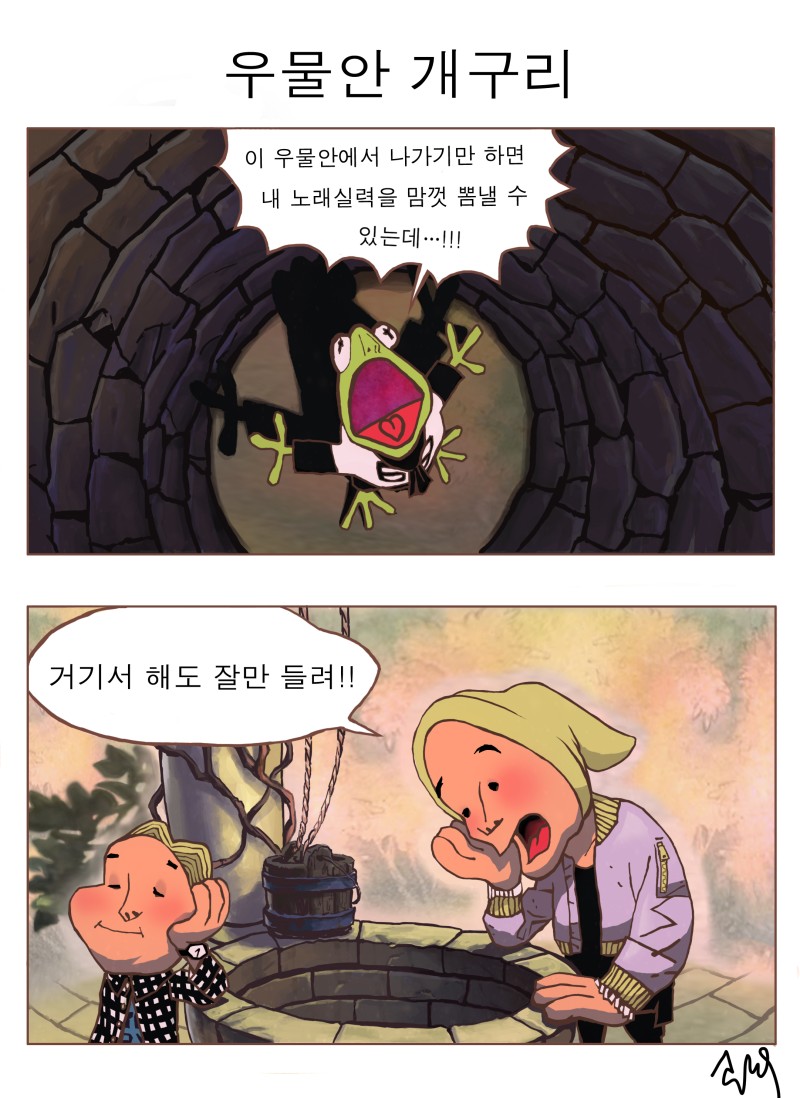 우물안 개구리
이 우물안에서 나가기만 하면
내 노래실력을 맘껏 뽐낼 수
있는데…!!!
거기서 해도 잘만 들려!!